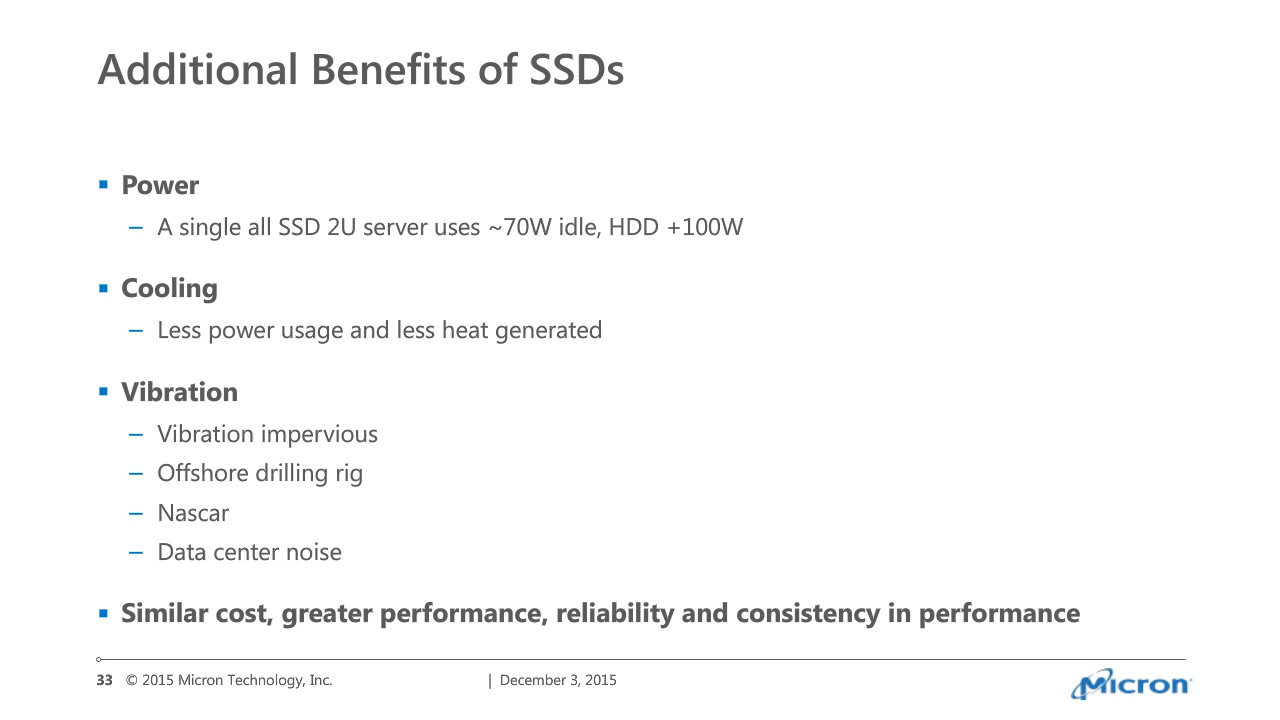 Additional Benefits of SSDs
▪ Power
– A single all SSD 2U server uses ~70W idle, HDD +100W
▪ Cooling
– Less power usage and less heat generated
▪ Vibration
– Vibration impervious
– Offshore drilling rig
– Nascar
– Data center noise
▪ Similar cost, greater performance, reliability and consistency in performance
33 © 2015 Micron Technology, Inc. | December 3, 2015
Micron